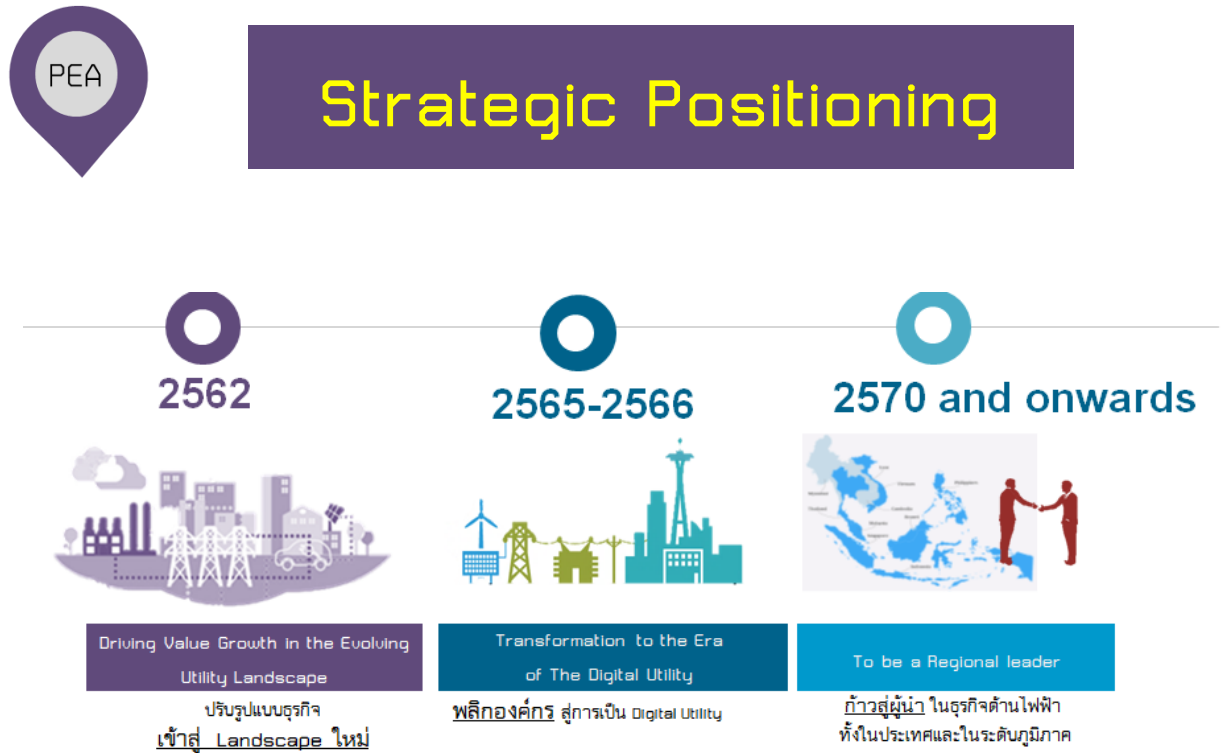 PEA
Strategic Positioning
2562
2565-2566
2570 and onwards
Driving Value Growth in the Evolving
Utility Landscape
ปรับรูปแบบธุรกิจ
เข้าสู่ Landscape ใหม่
Transformation to the Era
of The Digital Utility
พลิกองค์กร สู่การเป็น Digital Utility
To be a Regional leader
ก้าวสู่ผู้นำ ในธุรกิจด้านไฟฟ้า
ทั้งในประเทศและในระดับภูมิภาค